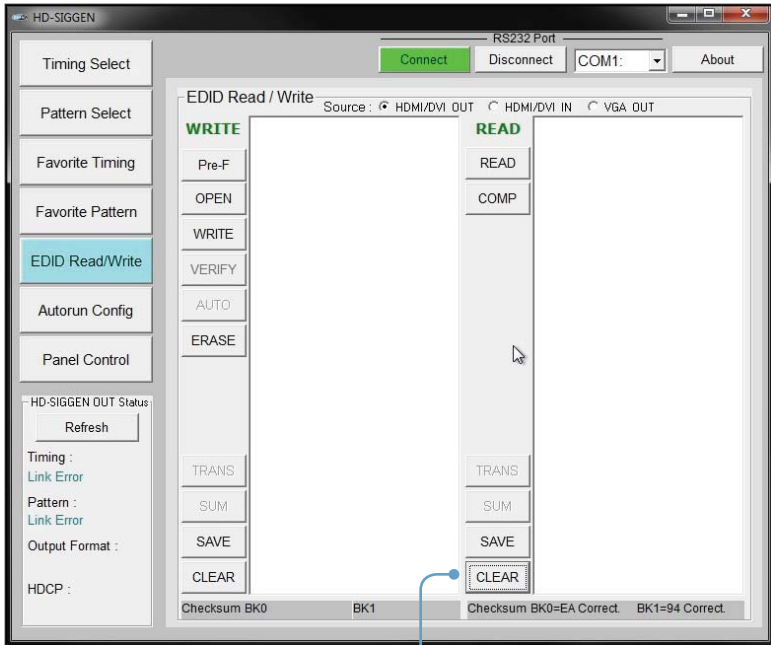 HD-SIGGEN
RS232 Port
Connect Disconnect COM1: About
Timing Select
Pattern Select
Favorite Timing
Favorite Pattern
EDID Read/Write
Autorun Config
Panel Control
HD-SIGGEN OUT Status
Refresh
Timing :
Link Error
Pattern :
Link Error
Output Format :
HDCP :
EDID Read / Write
Source : HDMI/DVI OUT HDMI/DVI IN VGA OUT
WRITE
Pre-F
OPEN
WRITE
VERIFY
AUTO
ERASE
TRANS
SUM
SAVE
CLEAR
Checksum BK0 BK1
READ
READ
COMP
TRANS
SUM
SAVE
CLEAR
Checksum BK0=EA Correct. BK1=94 Correct.